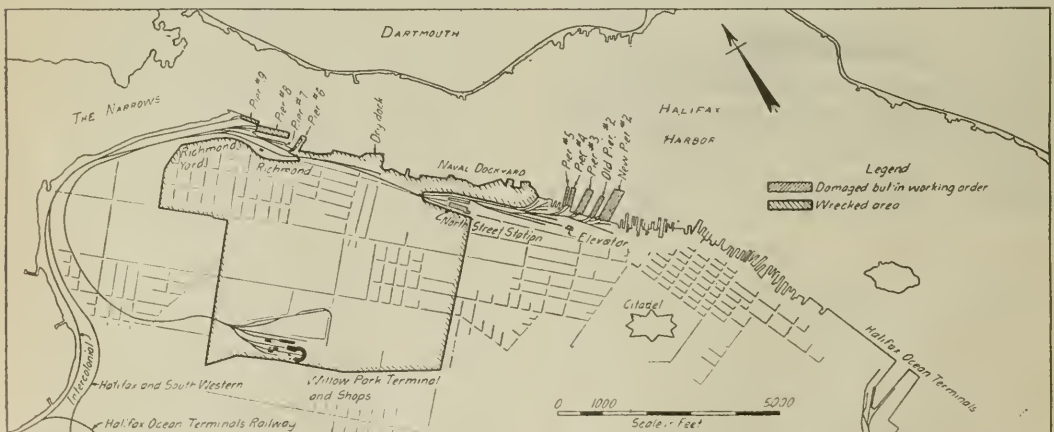 DARTMOUTH
THE NARROWS
Pier #9
Pier #8
Pier #7
Pier #6
Dry dock
HALIFAX
HARBOR
(Richmond
Yard)
Richmond
NAVAL DOCKYARD
Pier #5
Pier #4
Pier #3
Old Pier #2
New Pier #2
Legend
Damaged but in working order
Wrecked area
North Street Station
Elevator
Citadel
Halifax Ocean Terminals
Intercolonial
Halifax and South Western
Willow Park Terminal
and Shops
Halifax Ocean Terminals Railway
0 1000 5000
Scale - Feet